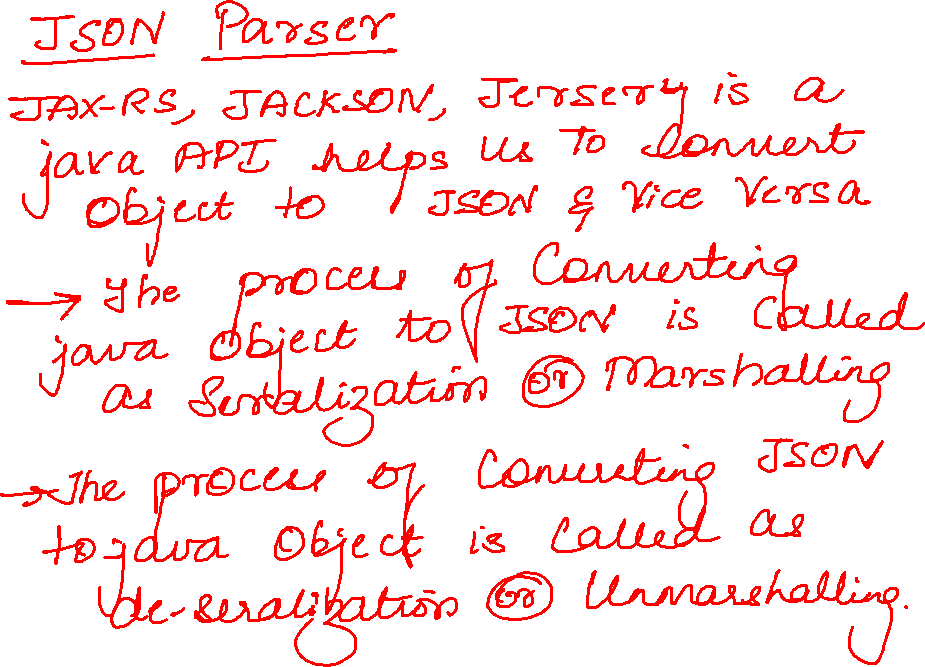 JSON Parser
JAX-RS, JACKSON, Jersery is a
java API helps us To Convert
Object to JSON & Vice Versa
→ The process of Converting
java object to JSON is Called
as Serialization or Marshalling
→ The process of Converting JSON
to java Object is Called as
de-seralization or Unmarshalling.